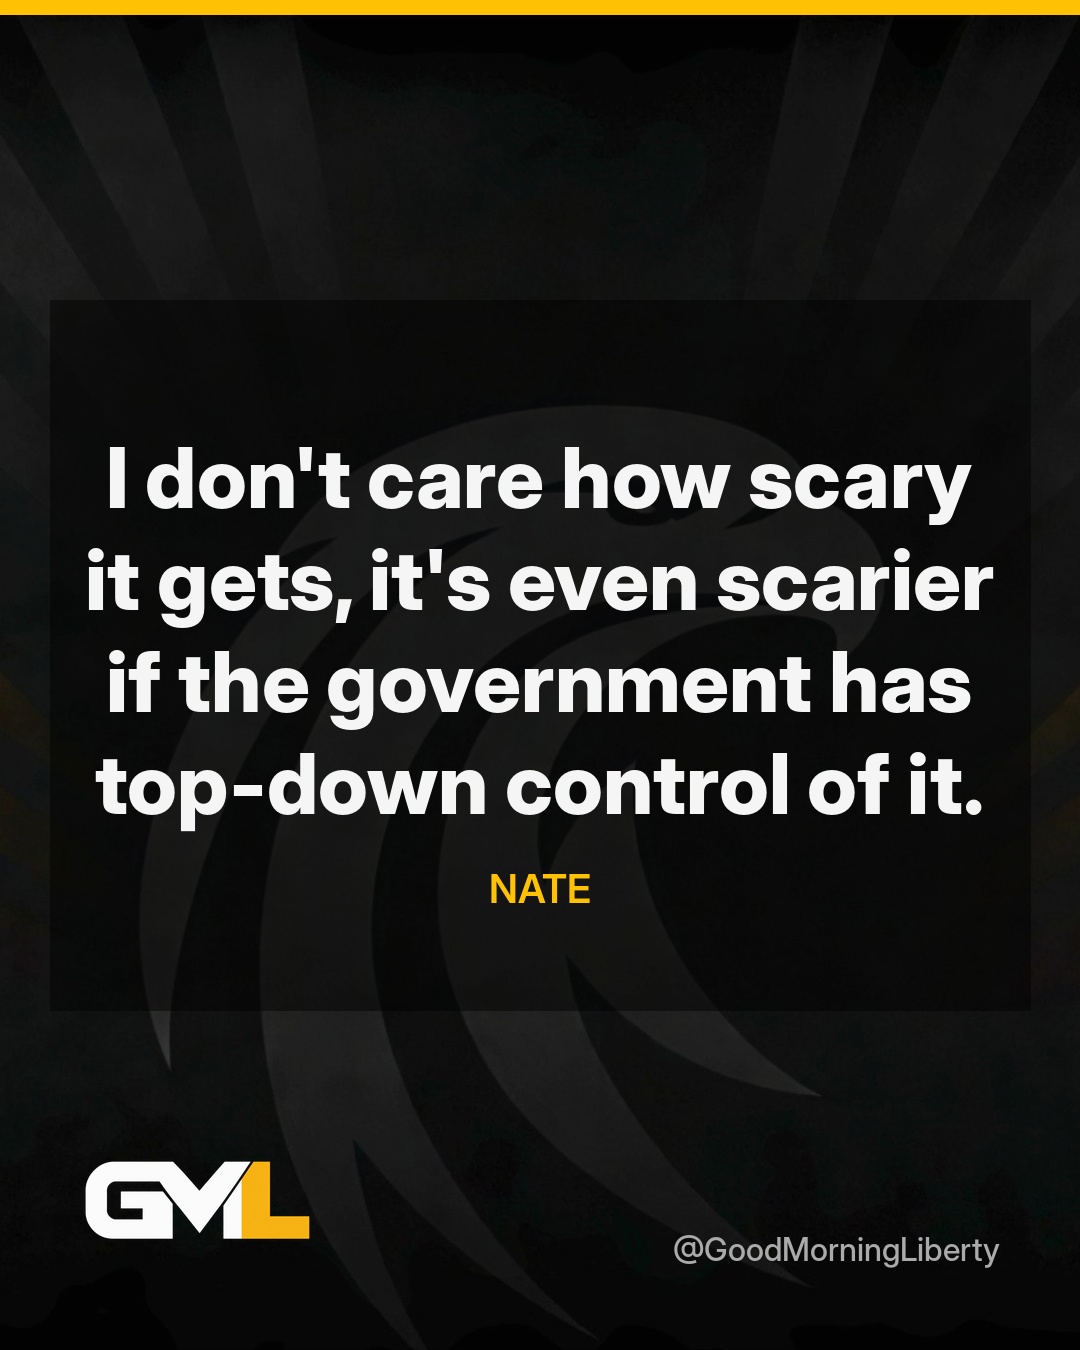 I don't care how scary
it gets, it's even scarier
if the government has
top-down control of it.
NATE
GML
@GoodMorningLiberty